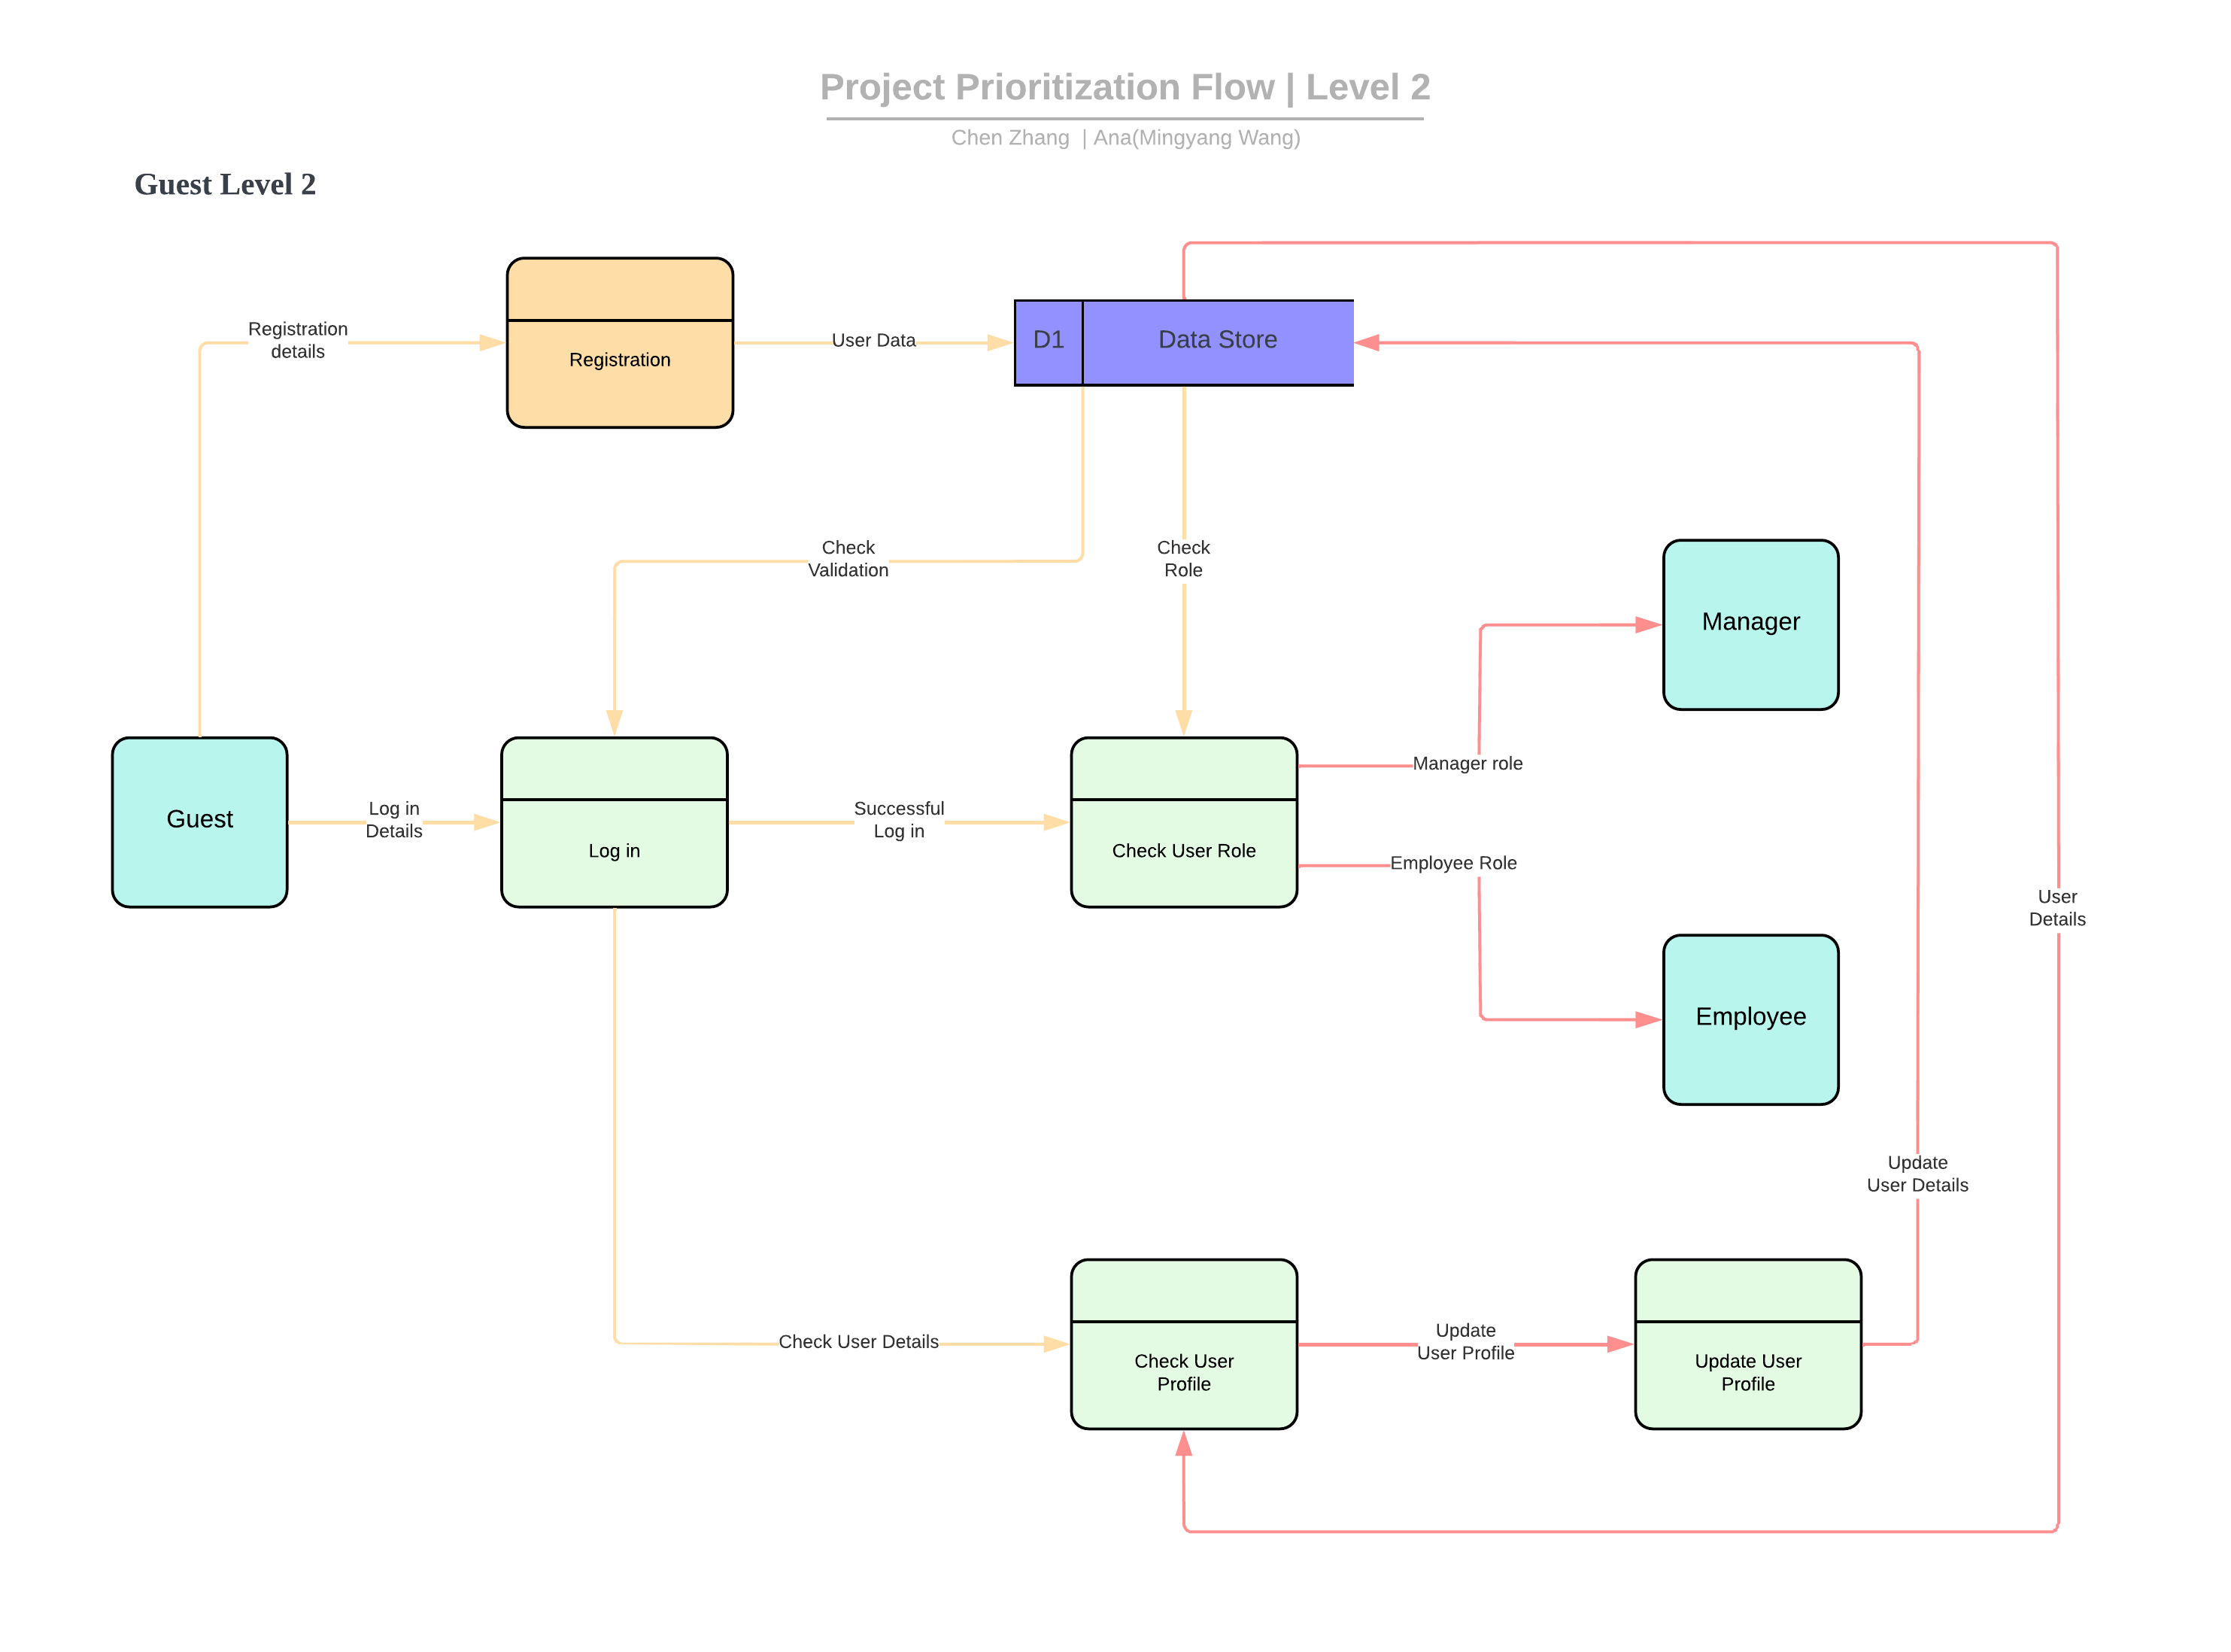 Project Prioritization Flow | Level 2
Chen Zhang | Ana(Mingyang Wang)
Guest Level 2
Registration
details
Registration
User Data
D1
Data Store
Check
Validation
Check
Role
Manager
Manager role
Guest
Log in
Details
Log in
Successful
Log in
Check User Role
Employee Role
User
Details
Employee
Update
User Details
Check User Details
Check User
Profile
Update
User Profile
Update User
Profile